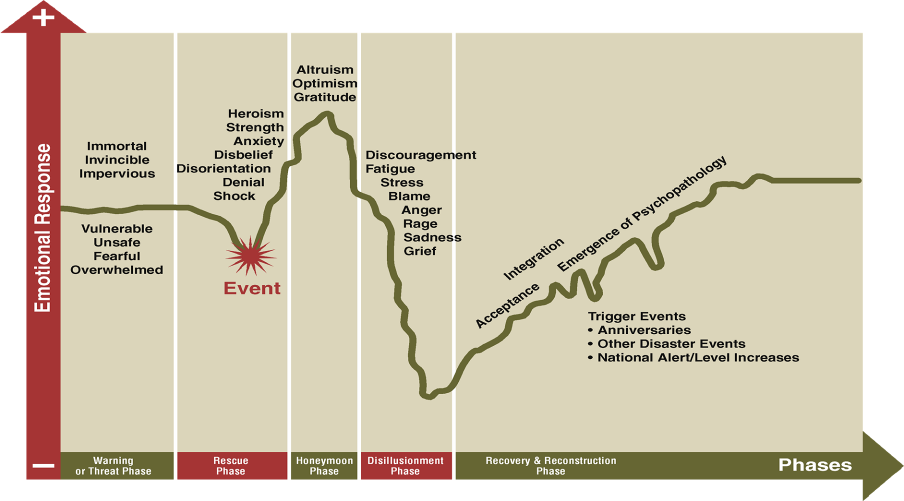 +
Emotional Response
−
Immortal
Invincible
Impervious
Vulnerable
Unsafe
Fearful
Overwhelmed
Heroism
Strength
Anxiety
Disbelief
Disorientation
Denial
Shock
Event
Altruism
Optimism
Gratitude
Discouragement
Fatigue
Stress
Blame
Anger
Rage
Sadness
Grief
Acceptance
Integration
Emergence of Psychopathology
Trigger Events
• Anniversaries
• Other Disaster Events
• National Alert/Level Increases
Warning
or Threat Phase
Rescue
Phase
Honeymoon
Phase
Disillusionment
Phase
Recovery & Reconstruction
Phase
Phases